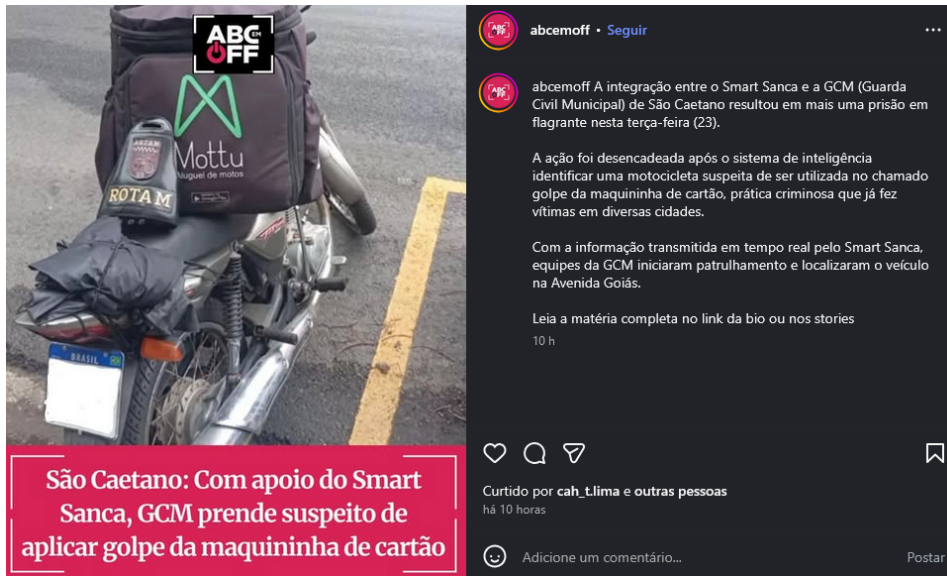 ABC EM
OFF
Mottu
Aluguel de motos
ROTAM
ROTAM
BRASIL
São Caetano: Com apoio do Smart
Sanca, GCM prende suspeito de
aplicar golpe da maquininha de cartão
abcemoff • Seguir
abcemoff A integração entre o Smart Sanca e a GCM (Guarda
Civil Municipal) de São Caetano resultou em mais uma prisão em
flagrante nesta terça-feira (23).
A ação foi desencadeada após o sistema de inteligência
identificar uma motocicleta suspeita de ser utilizada no chamado
golpe da maquininha de cartão, prática criminosa que já fez
vítimas em diversas cidades.
Com a informação transmitida em tempo real pelo Smart Sanca,
equipes da GCM iniciaram patrulhamento e localizaram o veículo
na Avenida Goiás.
Leia a matéria completa no link da bio ou nos stories
10 h
Curtido por cah_t.lima e outras pessoas
há 10 horas
Adicione um comentário...
Postar